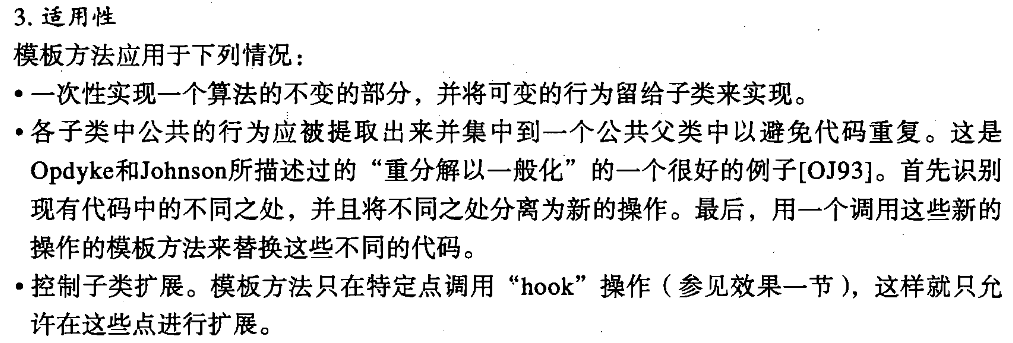 3. 适用性
模板方法应用于下列情况：
• 一次性实现一个算法的不变的部分，并将可变的行为留给子类来实现。
• 各子类中公共的行为应被提取出来并集中到一个公共父类中以避免代码重复。这是
Opdyke和Johnson所描述过的“重分解以一般化”的一个很好的例子[OJ93]。首先识别
现有代码中的不同之处，并且将不同之处分离为新的操作。最后，用一个调用这些新的
操作的模板方法来替换这些不同的代码。
• 控制子类扩展。模板方法只在特定点调用“hook”操作（参见效果一节），这样就只允
许在这些点进行扩展。